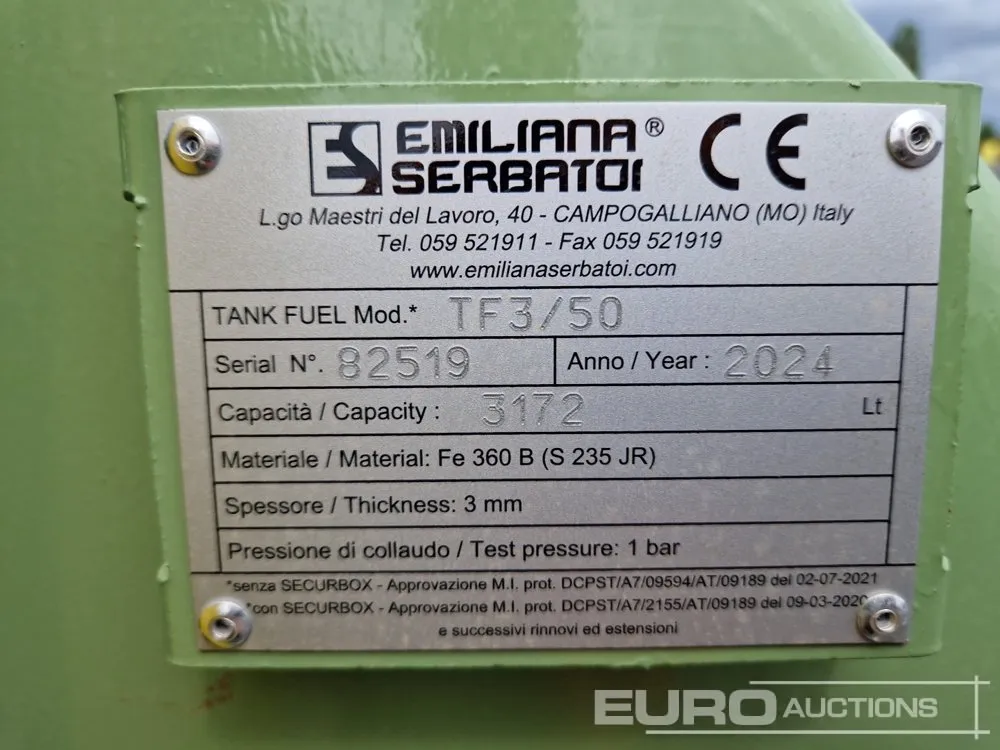 ES EMILIANA® CE
SERBATOI
L.go Maestri del Lavoro, 40 - CAMPOGALLIANO (MO) Italy
Tel. 059 521911 - Fax 059 521919
www.emilianaserbatoi.com
TANK FUEL Mod.* TF3/50
Serial N°. 82519 Anno / Year : 2024
Capacità / Capacity : 3172 Lt
Materiale / Material: Fe 360 B (S 235 JR)
Spessore / Thickness: 3 mm
Pressione di collaudo / Test pressure: 1 bar
*senza SECURBOX - Approvazione M.I. prot. DCPST/A7/09594/AT/09189 del 02-07-2021
*con SECURBOX - Approvazione M.I. prot. DCPST/A7/2155/AT/09189 del 09-03-2020
e successivi rinnovi ed estensioni
EURO AUCTIONS